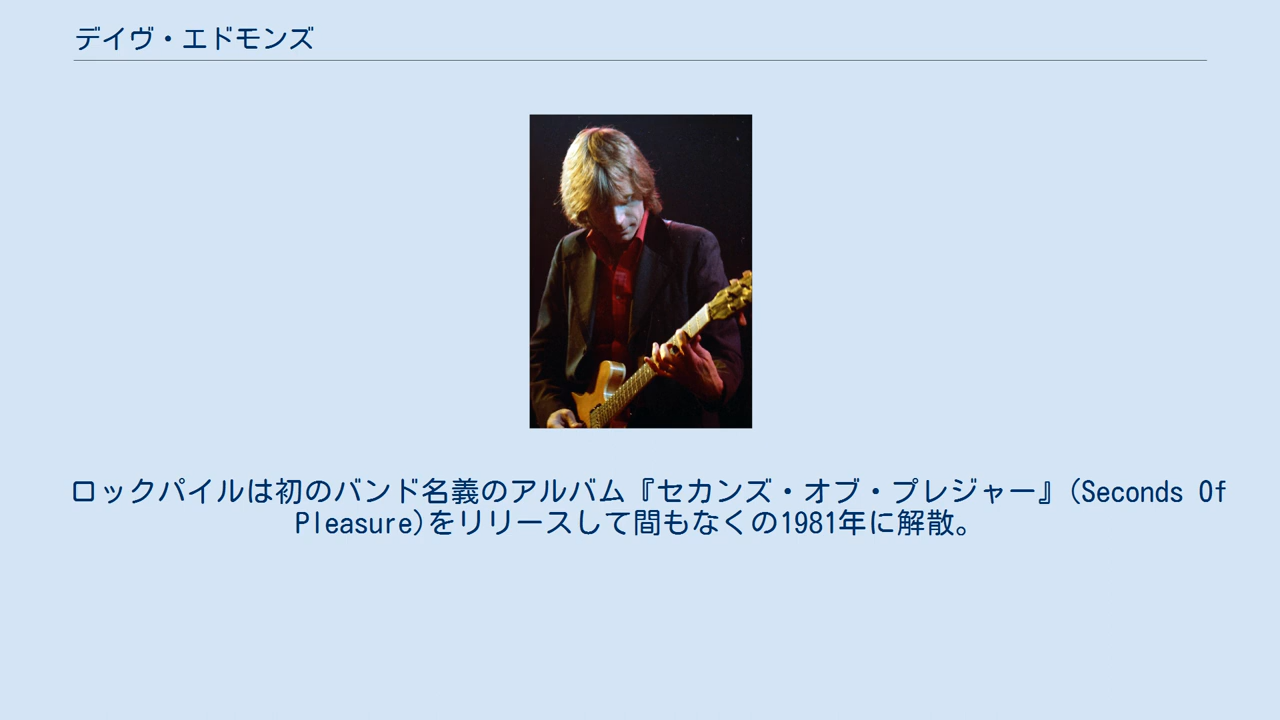 デイヴ・エドモンズ
ロックパイルは初のバンド名義のアルバム『セカンズ・オブ・プレジャー』(Seconds Of
Pleasure)をリリースして間もなくの1981年に解散。